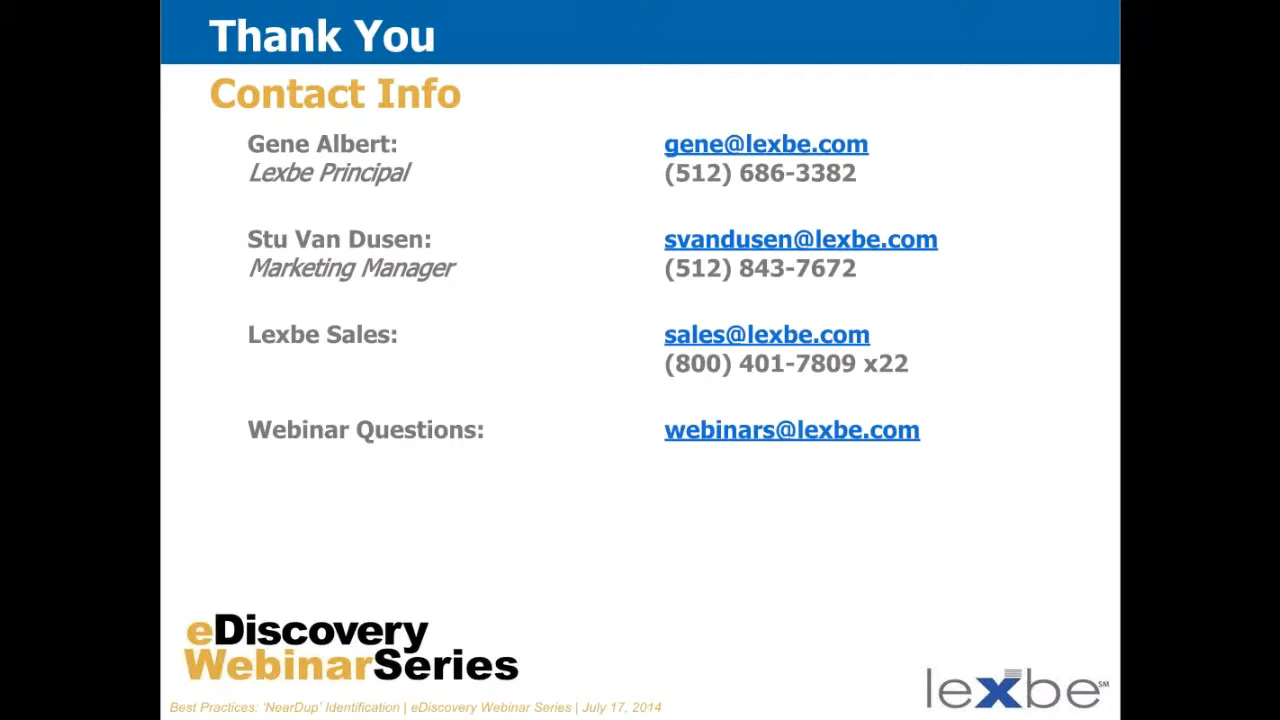 Thank You
Contact Info
Gene Albert: gene@lexbe.com
Lexbe Principal (512) 686-3382
Stu Van Dusen: svandusen@lexbe.com
Marketing Manager (512) 843-7672
Lexbe Sales: sales@lexbe.com
(800) 401-7809 x22
Webinar Questions: webinars@lexbe.com
eDiscovery
WebinarSeries
lexbe℠
Best Practices: ‘NearDup’ Identification | eDiscovery Webinar Series | July 17, 2014